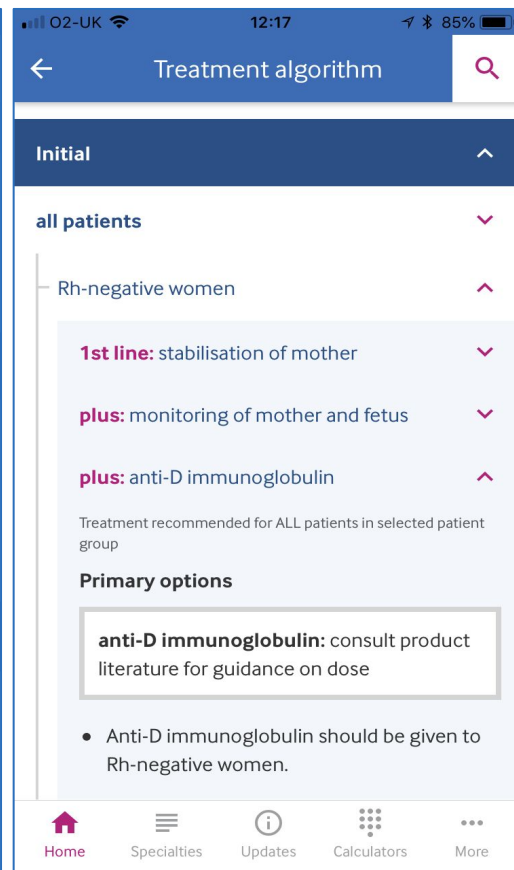 O2-UK 12:17 85%
Treatment algorithm
Initial
all patients
Rh-negative women
1st line: stabilisation of mother
plus: monitoring of mother and fetus
plus: anti-D immunoglobulin
Treatment recommended for ALL patients in selected patient
group
Primary options
anti-D immunoglobulin: consult product
literature for guidance on dose
• Anti-D immunoglobulin should be given to
Rh-negative women.
Home Specialties Updates Calculators More